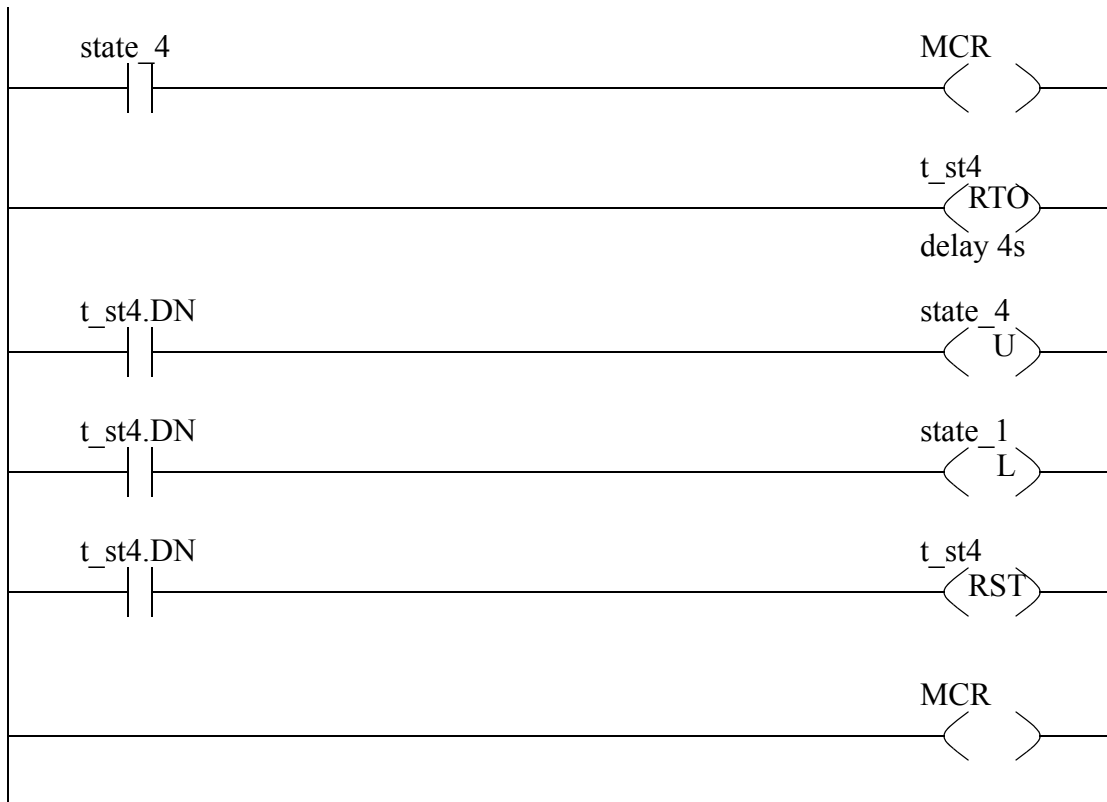 state_4
MCR
t_st4
RTO
delay 4s
t_st4.DN
state_4
U
t_st4.DN
state_1
L
t_st4.DN
t_st4
RST
MCR